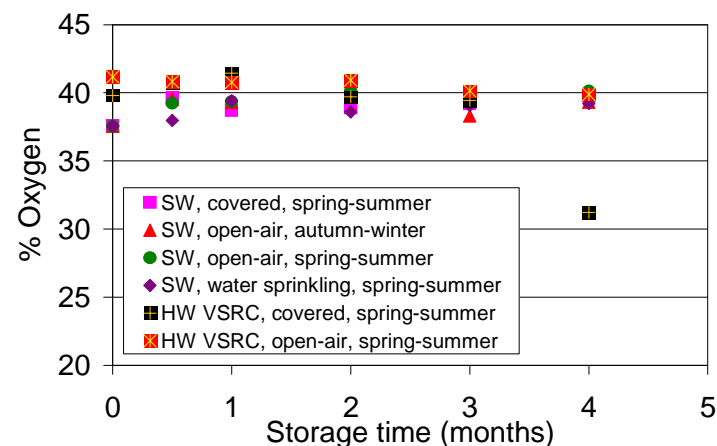 45
40
35
30
25
20
% Oxygen
SW, covered, spring-summer
SW, open-air, autumn-winter
SW, open-air, spring-summer
SW, water sprinkling, spring-summer
HW VSRC, covered, spring-summer
HW VSRC, open-air, spring-summer
0 1 2 3 4 5
Storage time (months)